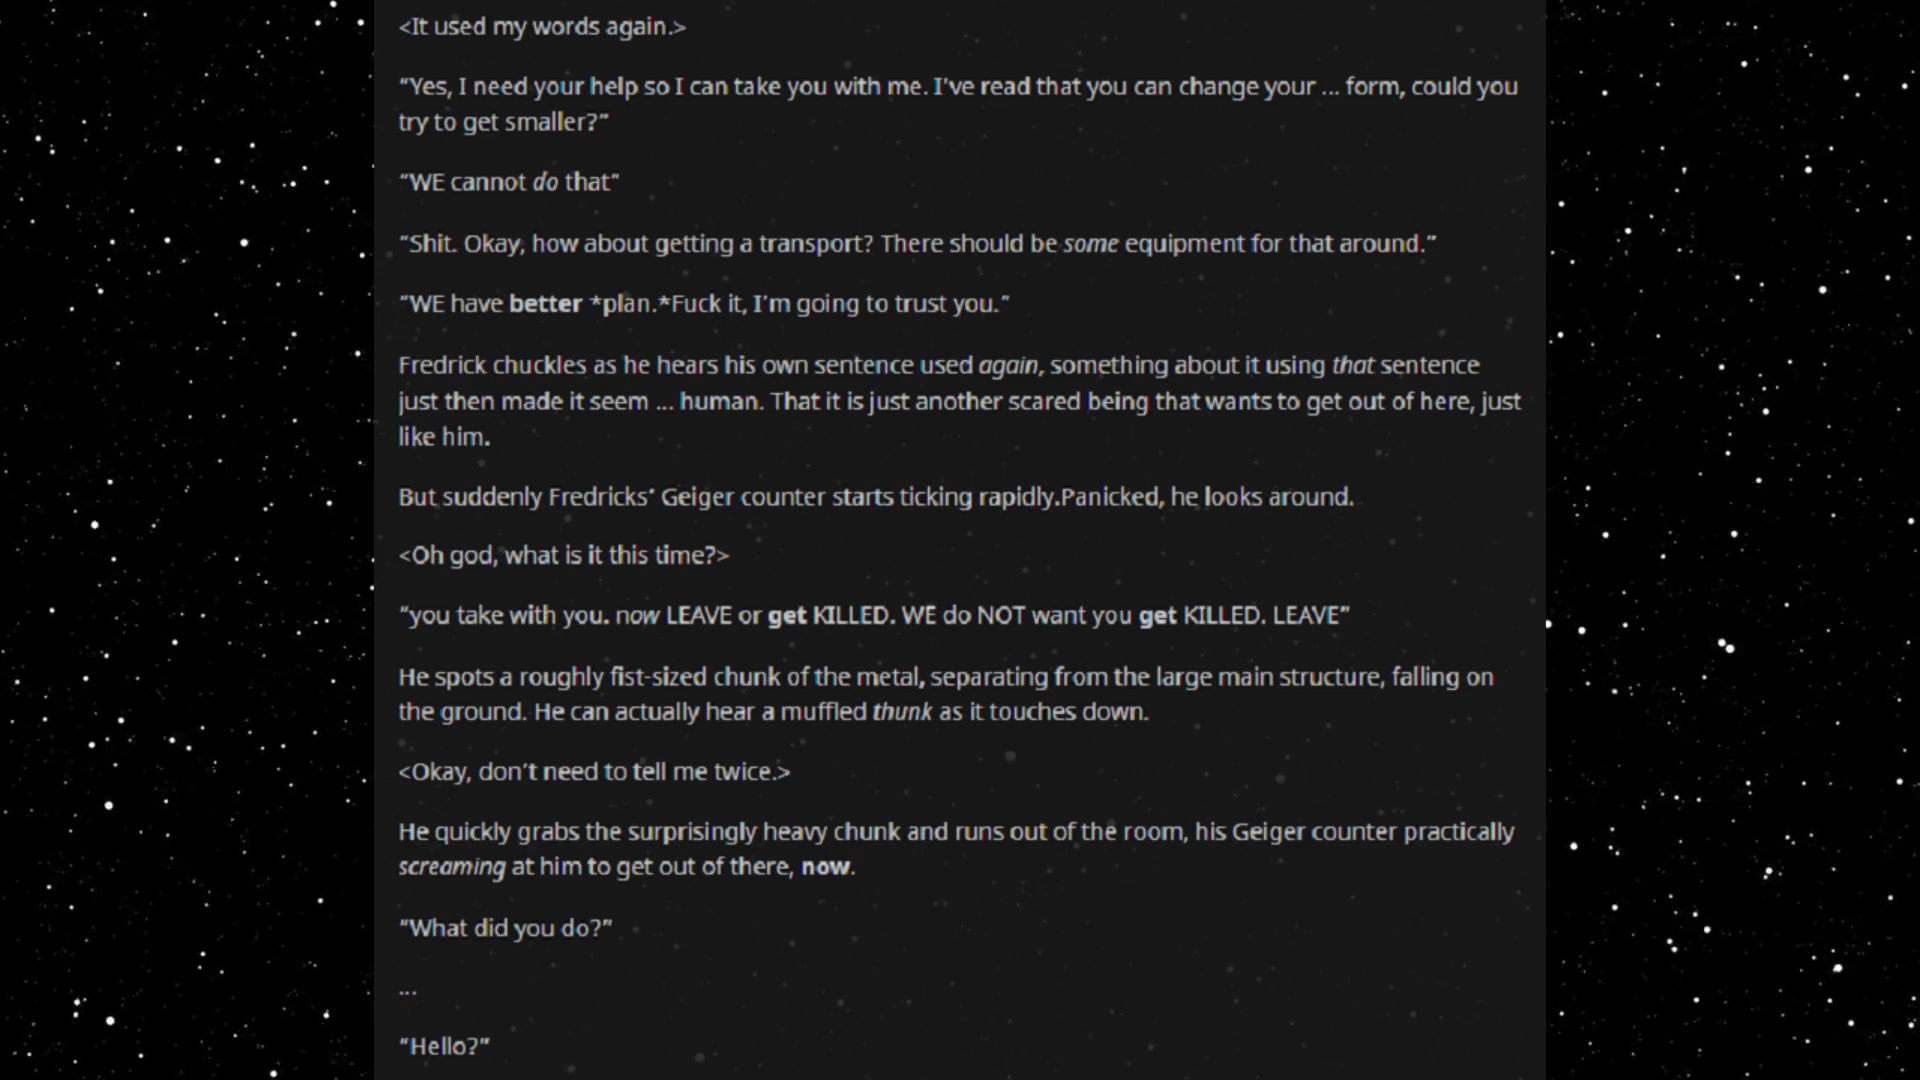 <It used my words again.>
“Yes, I need your help so I can take you with me. I’ve read that you can change your ... form, could you
try to get smaller?”
“WE cannot do that”
“Shit. Okay, how about getting a transport? There should be some equipment for that around.”
“WE have better *plan.*Fuck it, I’m going to trust you.”
Fredrick chuckles as he hears his own sentence used again, something about it using that sentence
just then made it seem ... human. That it is just another scared being that wants to get out of here, just
like him.
But suddenly Fredricks’ Geiger counter starts ticking rapidly.Panicked, he looks around.
<Oh god, what is it this time?>
“you take with you. now LEAVE or get KILLED. WE do NOT want you get KILLED. LEAVE”
He spots a roughly fist-sized chunk of the metal, separating from the large main structure, falling on
the ground. He can actually hear a muffled thunk as it touches down.
<Okay, don’t need to tell me twice.>
He quickly grabs the surprisingly heavy chunk and runs out of the room, his Geiger counter practically
screaming at him to get out of there, now.
“What did you do?”
...
“Hello?”